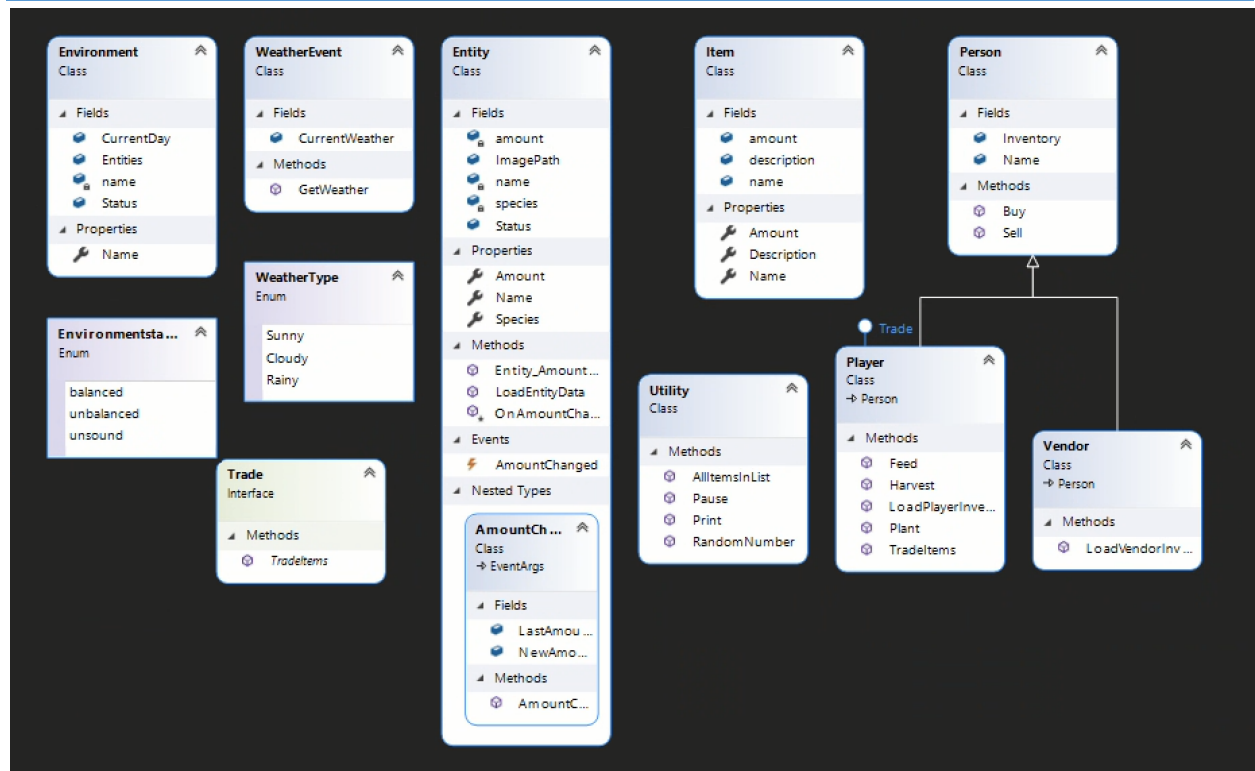 Environment
Class
Fields
CurrentDay
Entities
name
Status
Properties
Name
WeatherEvent
Class
Fields
CurrentWeather
Methods
GetWeather
Entity
Class
Fields
amount
ImagePath
name
species
Status
Properties
Amount
Name
Species
Methods
Entity_Amount...
LoadEntityData
OnAmountCha...
Events
AmountChanged
Nested Types
AmountCh...
Class
EventArgs
Fields
LastAmou...
NewAmo...
Methods
AmountC...
Item
Class
Fields
amount
description
name
Properties
Amount
Description
Name
Person
Class
Fields
Inventory
Name
Methods
Buy
Sell
WeatherType
Enum
Sunny
Cloudy
Rainy
Environmentsta...
Enum
balanced
unbalanced
unsound
Trade
Interface
Methods
TradeItems
Utility
Class
Methods
AllItemsInList
Pause
Print
RandomNumber
Trade
Player
Class
Person
Methods
Feed
Harvest
LoadPlayerInve...
Plant
TradeItems
Vendor
Class
Person
Methods
LoadVendorInv...